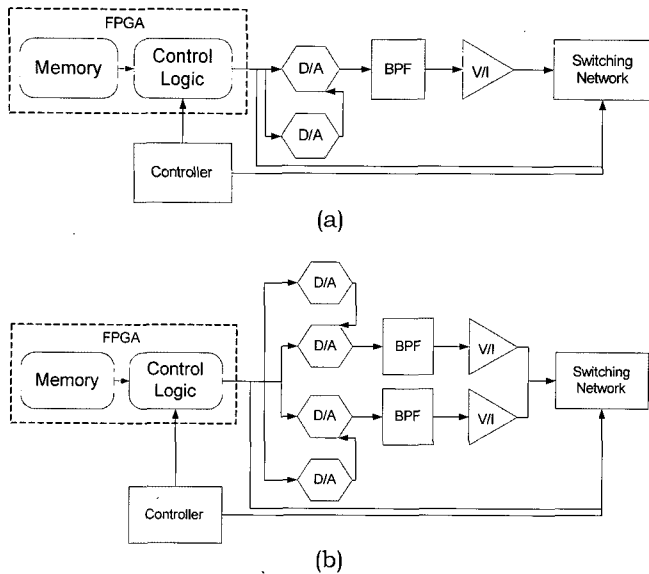 FPGA
Memory
Control
Logic
D/A
BPF
V/I
Switching
Network
D/A
Controller
(a)
D/A
FPGA
Memory
Control
Logic
D/A
BPF
V/I
Switching
Network
D/A
BPF
V/I
D/A
Controller
(b)